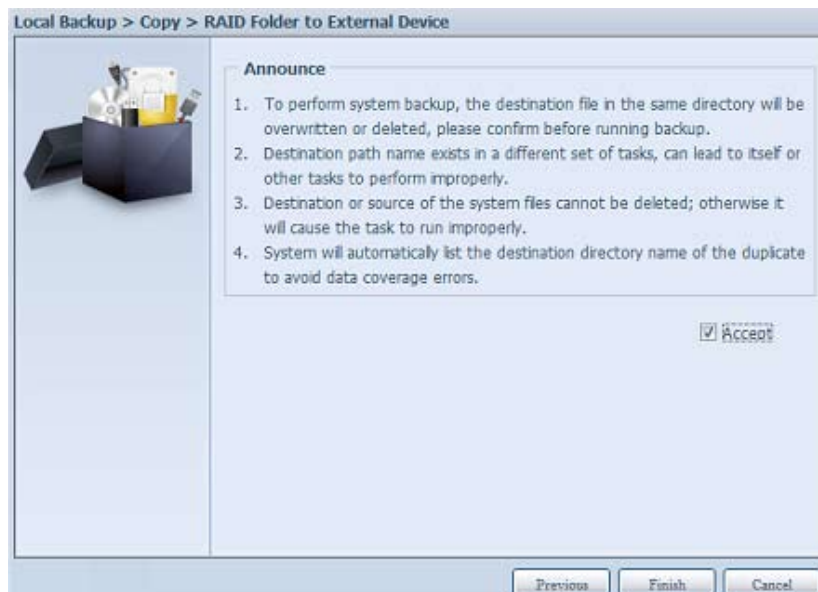 Local Backup > Copy > RAID Folder to External Device
Announce
1. To perform system backup, the destination file in the same directory will be
overwritten or deleted, please confirm before running backup.
2. Destination path name exists in a different set of tasks, can lead to itself or
other tasks to perform improperly.
3. Destination or source of the system files cannot be deleted; otherwise it
will cause the task to run improperly.
4. System will automatically list the destination directory name of the duplicate
to avoid data coverage errors.
Accept
Previous Finish Cancel